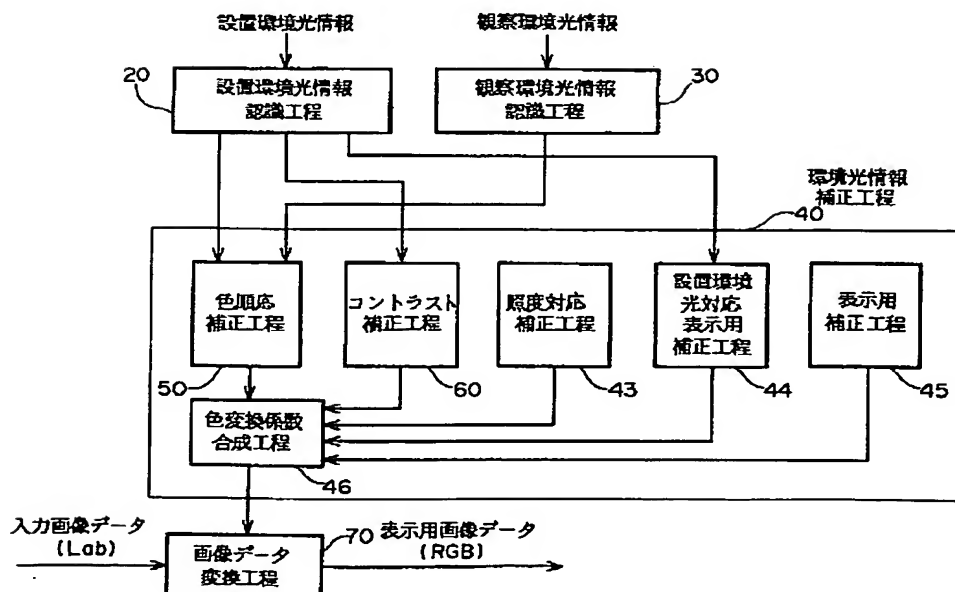 設置環境光情報
観察環境光情報
20
設置環境光情報
認識工程
観察環境光情報
認識工程
30
環境光情報
補正工程
40
色順応
補正工程
コントラスト
補正工程
照度対応
補正工程
設置環境
光対応
表示用
補正工程
表示用
補正工程
50
60
43
44
45
色変換係数
合成工程
46
入力画像データ
(Lab)
画像データ
変換工程
70
表示用画像データ
(RGB)